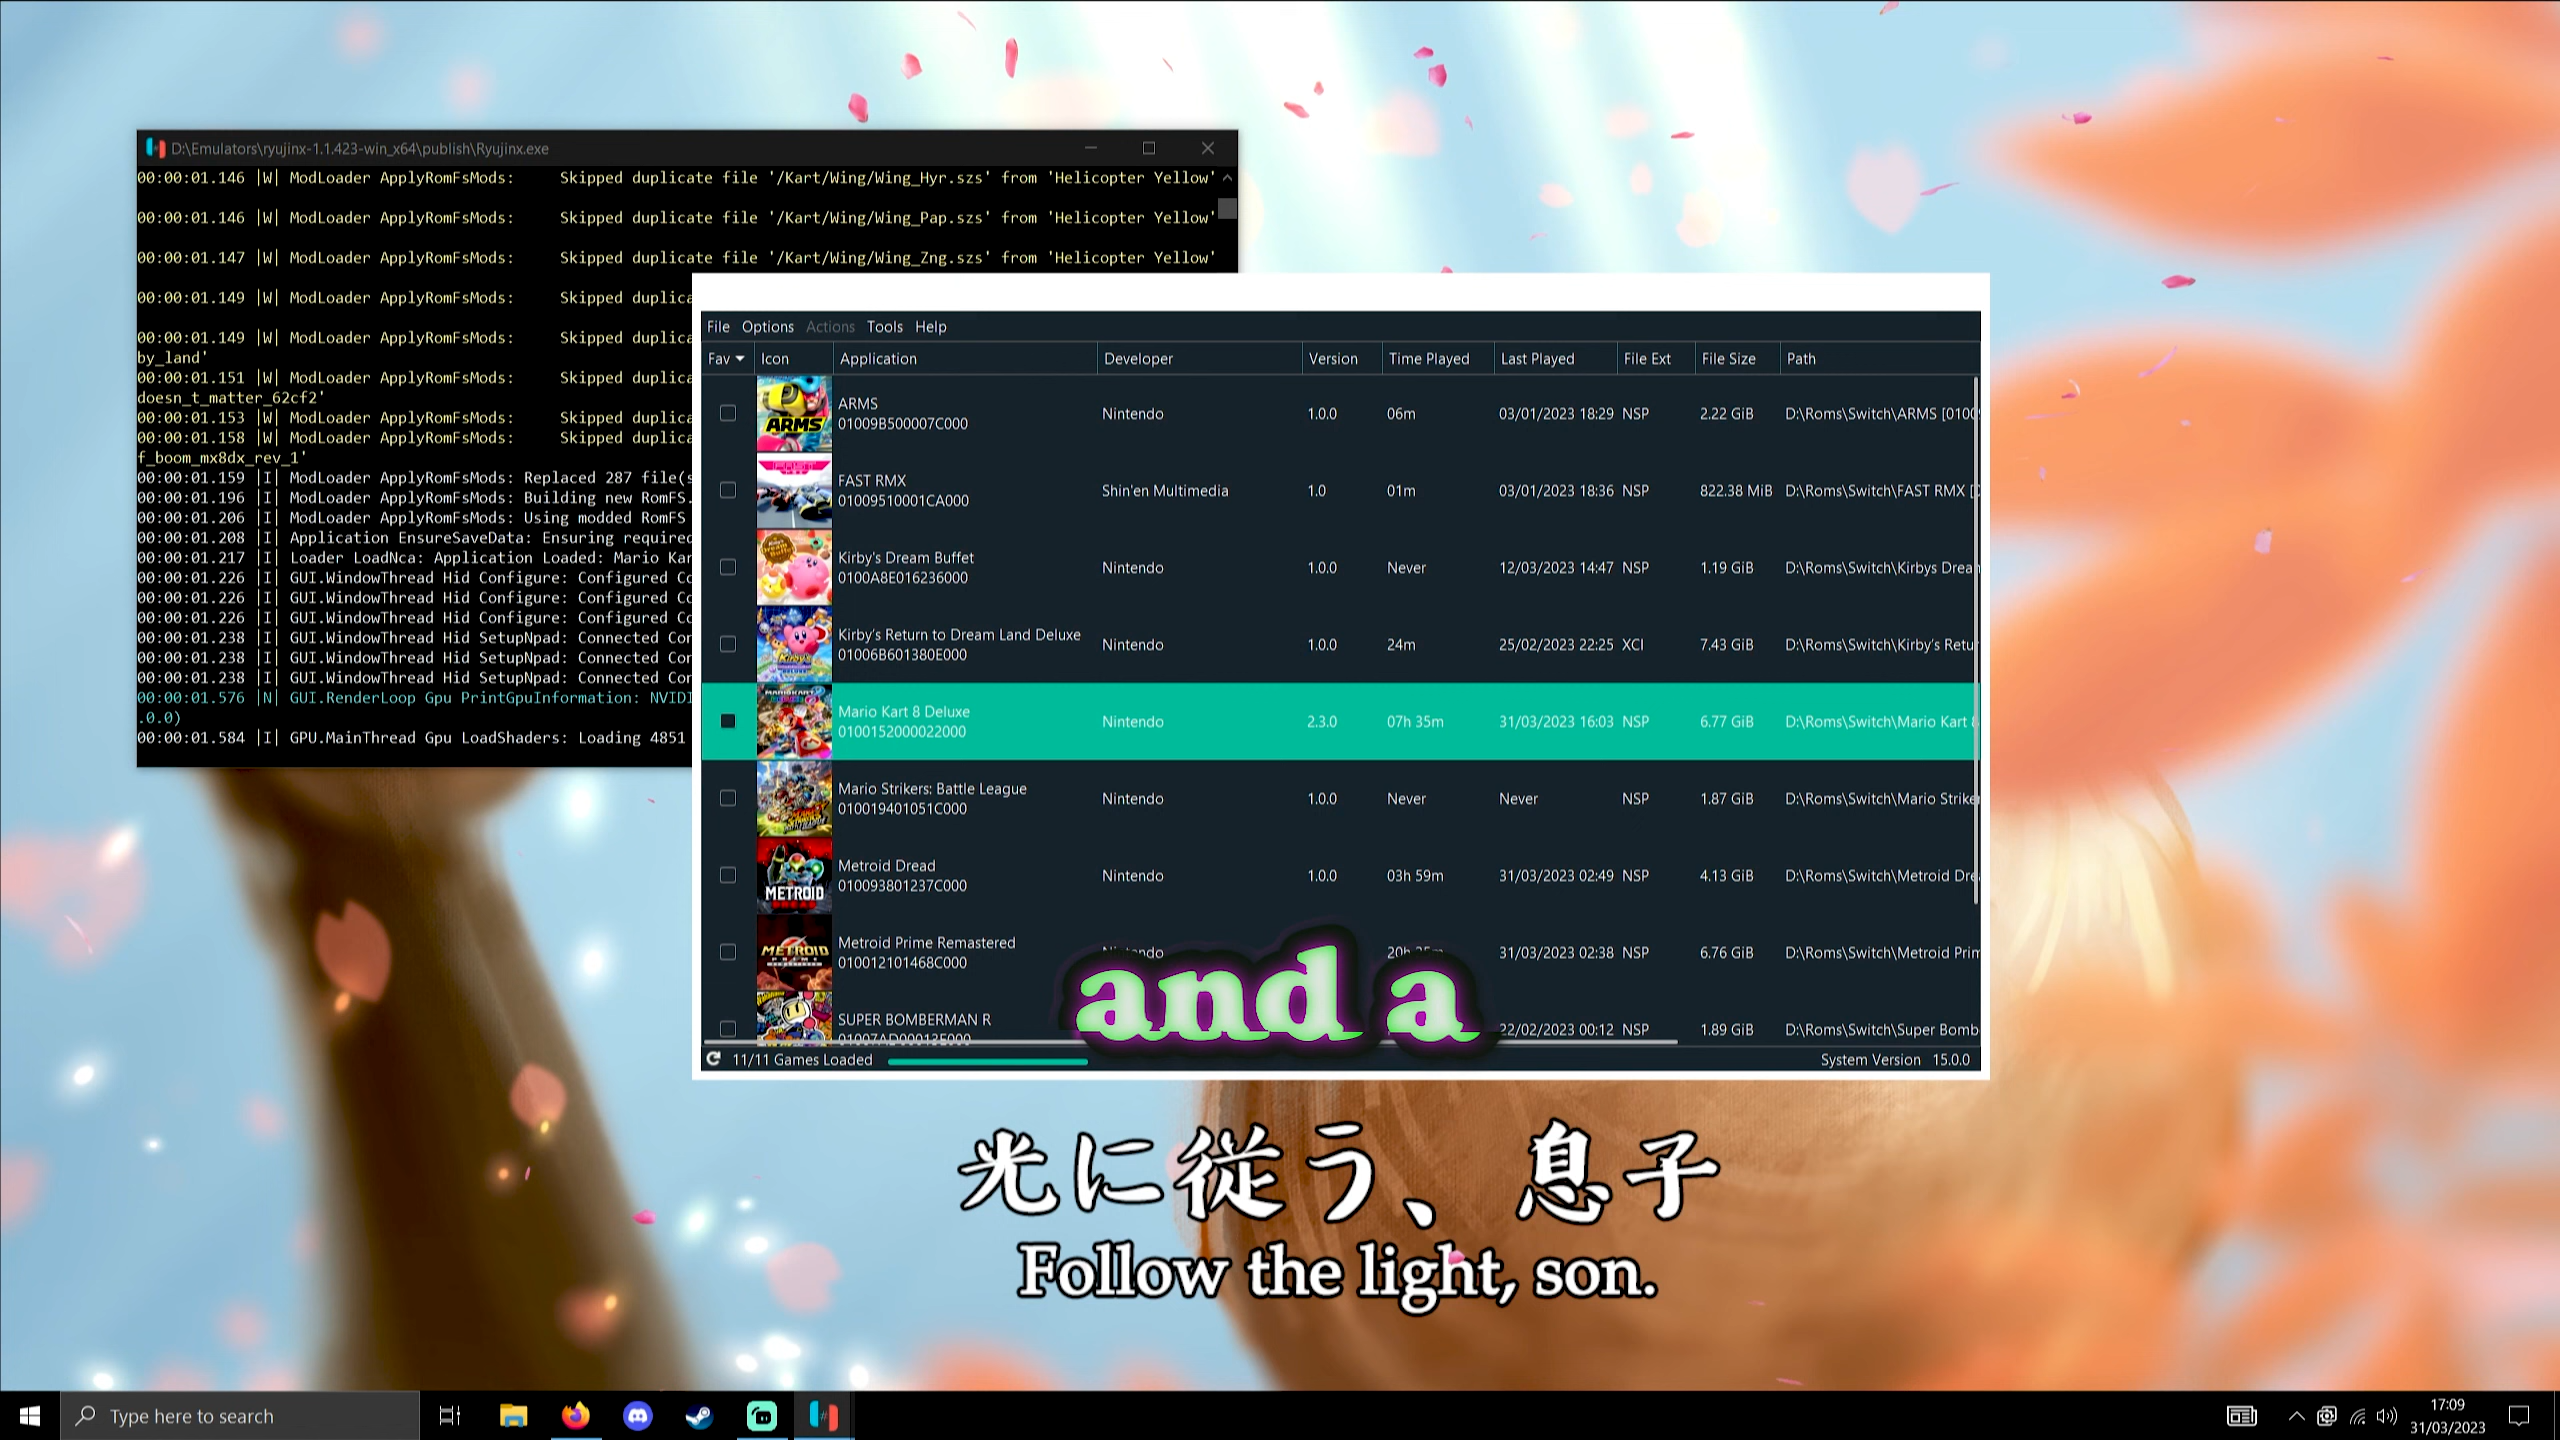 D:\Emulators\ryujinx-1.1.423-win_x64\publish\Ryujinx.exe
00:00:01.146 |W| ModLoader ApplyRomFsMods: Skipped duplicate file '/Kart/Wing/Wing_Hyr.szs' from 'Helicopter Yellow'
00:00:01.146 |W| ModLoader ApplyRomFsMods: Skipped duplicate file '/Kart/Wing/Wing_Pap.szs' from 'Helicopter Yellow'
00:00:01.147 |W| ModLoader ApplyRomFsMods: Skipped duplicate file '/Kart/Wing/Wing_Zng.szs' from 'Helicopter Yellow'
00:00:01.149 |W| ModLoader ApplyRomFsMods: Skipped duplica
00:00:01.149 |W| ModLoader ApplyRomFsMods: Skipped duplica
by_land'
00:00:01.151 |W| ModLoader ApplyRomFsMods: Skipped duplica
doesn_t_matter_62cf2'
00:00:01.153 |W| ModLoader ApplyRomFsMods: Skipped duplica
00:00:01.158 |W| ModLoader ApplyRomFsMods: Skipped duplica
f_boom_mx8dx_rev_1'
00:00:01.159 |I| ModLoader ApplyRomFsMods: Replaced 287 file(s
00:00:01.196 |I| ModLoader ApplyRomFsMods: Building new RomFS.
00:00:01.206 |I| ModLoader ApplyRomFsMods: Using modded RomFS
00:00:01.208 |I| Application EnsureSaveData: Ensuring required
00:00:01.217 |I| Loader LoadNca: Application Loaded: Mario Kar
00:00:01.226 |I| GUI.WindowThread Hid Configure: Configured Co
00:00:01.226 |I| GUI.WindowThread Hid Configure: Configured Co
00:00:01.226 |I| GUI.WindowThread Hid Configure: Configured Co
00:00:01.238 |I| GUI.WindowThread Hid SetupNpad: Connected Con
00:00:01.238 |I| GUI.WindowThread Hid SetupNpad: Connected Con
00:00:01.238 |I| GUI.WindowThread Hid SetupNpad: Connected Con
00:00:01.576 |N| GUI.RenderLoop Gpu PrintGpuInformation: NVIDI
.0.0)
00:00:01.584 |I| GPU.MainThread Gpu LoadShaders: Loading 4851
File Options Actions Tools Help
Fav Icon Application Developer Version Time Played Last Played File Ext File Size Path
ARMS
01009B500007C000 Nintendo 1.0.0 06m 03/01/2023 18:29 NSP 2.22 GiB D:\Roms\Switch\ARMS [0100
FAST RMX
01009510001CA000 Shin'en Multimedia 1.0 01m 03/01/2023 18:36 NSP 822.38 MiB D:\Roms\Switch\FAST RMX [
Kirby's Dream Buffet
0100A8E016236000 Nintendo 1.0.0 Never 12/03/2023 14:47 NSP 1.19 GiB D:\Roms\Switch\Kirbys Drean
Kirby's Return to Dream Land Deluxe
01006B601380E000 Nintendo 1.0.0 24m 25/02/2023 22:25 XCI 7.43 GiB D:\Roms\Switch\Kirby's Retu
Mario Kart 8 Deluxe
0100152000022000 Nintendo 2.3.0 07h 35m 31/03/2023 16:03 NSP 6.77 GiB D:\Roms\Switch\Mario Kart 8
Mario Strikers: Battle League
010019401051C000 Nintendo 1.0.0 Never Never NSP 1.87 GiB D:\Roms\Switch\Mario Strike
Metroid Dread
010093801237C000 Nintendo 1.0.0 03h 59m 31/03/2023 02:49 NSP 4.13 GiB D:\Roms\Switch\Metroid Dre
Metroid Prime Remastered
010012101468C000 31/03/2023 02:38 NSP 6.76 GiB D:\Roms\Switch\Metroid Prim
SUPER BOMBERMAN R
01007AD00013E000 22/02/2023 00:12 NSP 1.89 GiB D:\Roms\Switch\Super Bomb
and a
11/11 Games Loaded System Version 15.0.0
ARMS
METROID
METROID
光に従う、息子
Follow the light, son.
Type here to search
17:09
31/03/2023